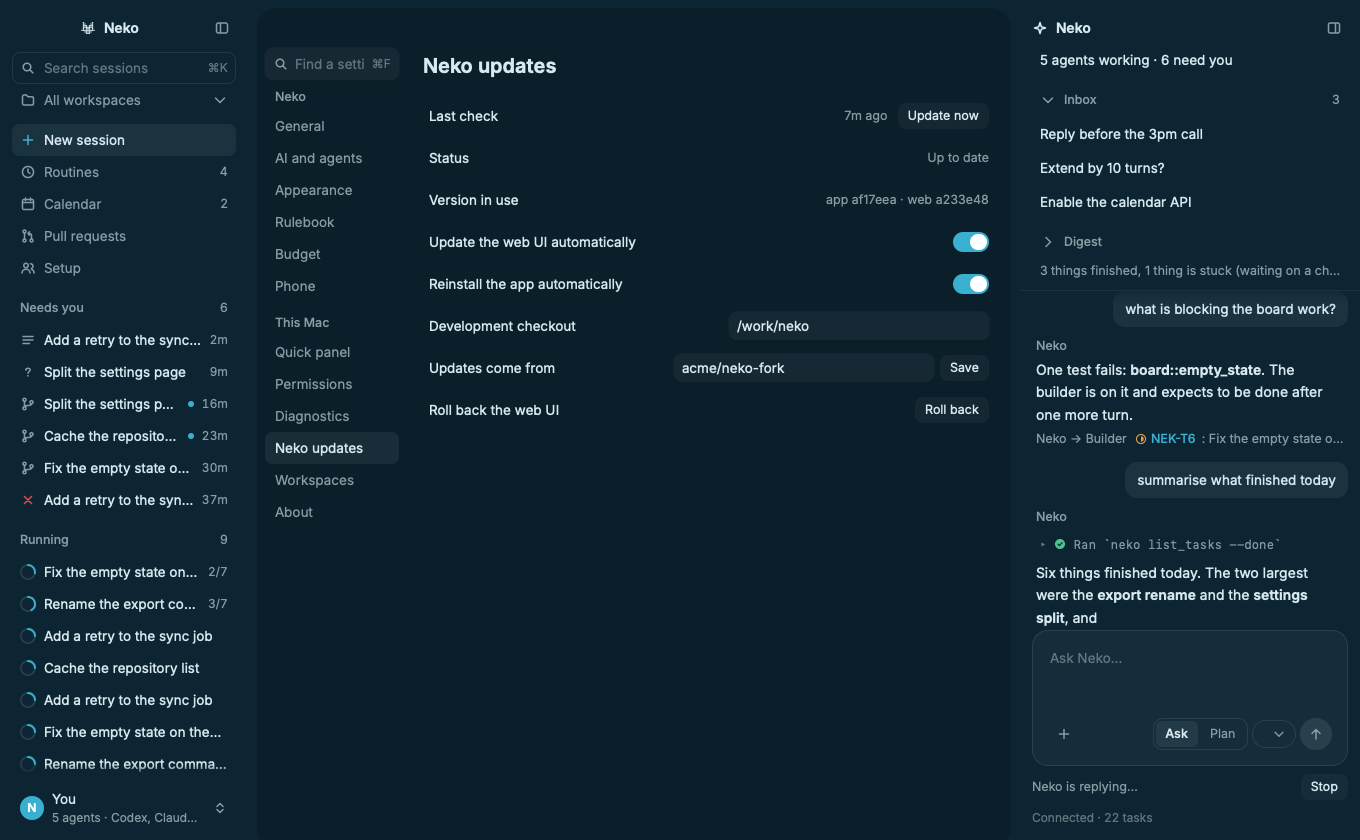 Neko
Search sessions ⌘K
All workspaces
New session
Routines 4
Calendar 2
Pull requests
Setup
Needs you 6
Add a retry to the sync... 2m
? Split the settings page 9m
Split the settings p... 16m
Cache the reposito... 23m
Fix the empty state o... 30m
Add a retry to the syn... 37m
Running 9
Fix the empty state on... 2/7
Rename the export co... 3/7
Add a retry to the sync job
Cache the repository list
Add a retry to the sync job
Fix the empty state on the...
Rename the export comma...
N
You
5 agents · Codex, Claud...
Find a setti ⌘F
Neko
General
AI and agents
Appearance
Rulebook
Budget
Phone
This Mac
Quick panel
Permissions
Diagnostics
Neko updates
Workspaces
About
Neko updates
Last check 7m ago Update now
Status Up to date
Version in use app af17eea · web a233e48
Update the web UI automatically
Reinstall the app automatically
Development checkout /work/neko
Updates come from acme/neko-fork Save
Roll back the web UI Roll back
Neko
5 agents working · 6 need you
Inbox 3
Reply before the 3pm call
Extend by 10 turns?
Enable the calendar API
Digest
3 things finished, 1 thing is stuck (waiting on a ch...
what is blocking the board work?
Neko
One test fails: board::empty_state. The
builder is on it and expects to be done after
one more turn.
Neko → Builder NEK-T6 : Fix the empty state o...
summarise what finished today
Neko
Ran `neko list_tasks --done`
Six things finished today. The two largest
were the export rename and the settings
split, and
Ask Neko...
Ask Plan
Neko is replying... Stop
Connected · 22 tasks